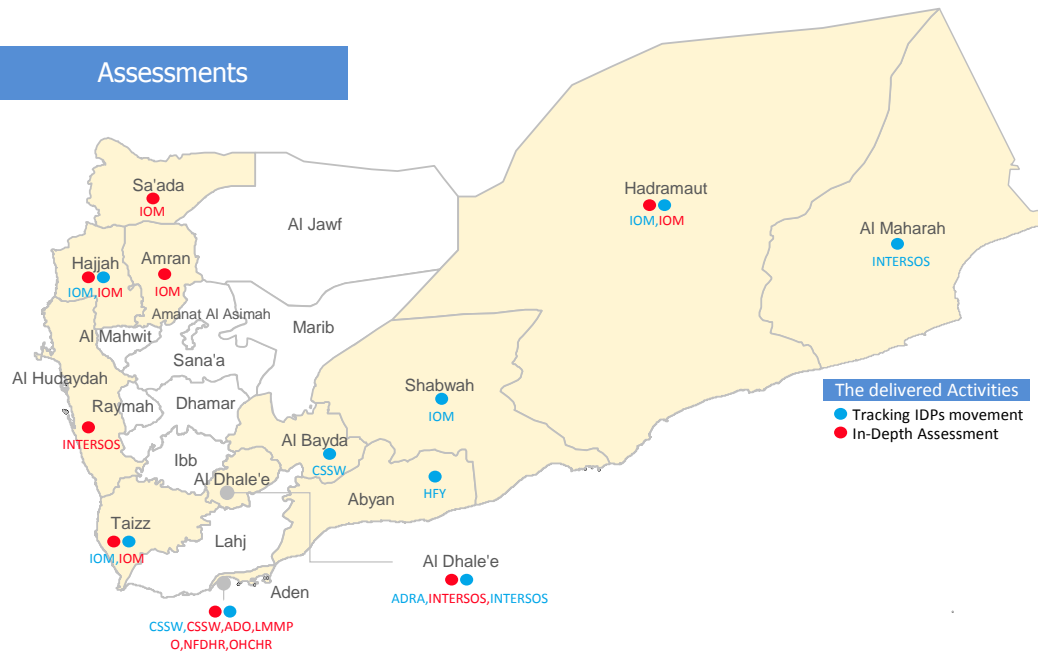 Assessments
Sa'ada
IOM
Al Jawf
Hadramaut
IOM,IOM
Al Maharah
INTERSOS
Hajjah
IOM,IOM
Amran
IOM
Amanat Al Asimah
Al Mahwit
Marib
Sana'a
Al Hudaydah
Raymah
Dhamar
Shabwah
IOM
The delivered Activities
Tracking IDPs movement
In-Depth Assessment
INTERSOS
Al Bayda
CSSW
Ibb
Al Dhale'e
HFY
Abyan
Taizz
IOM,IOM
Lahj
Al Dhale'e
ADRA,INTERSOS,INTERSOS
Aden
CSSW,CSSW,ADO,LMMP
O,NFDHR,OHCHR